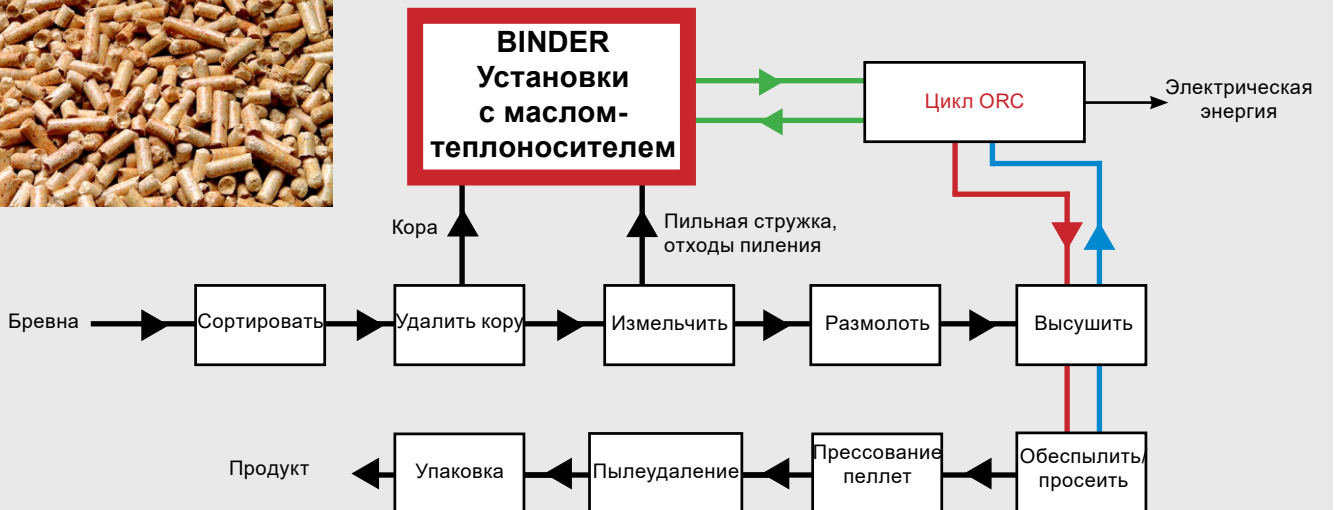 BINDER
Установки
с маслом-
теплоносителем
Цикл ORC
Электрическая
энергия
Кора
Пильная стружка,
отходы пиления
Бревна
Сортировать
Удалить кору
Измельчить
Размолоть
Высушить
Продукт
Упаковка
Пылеудаление
Прессование
пеллет
Обеспылить/
просеить